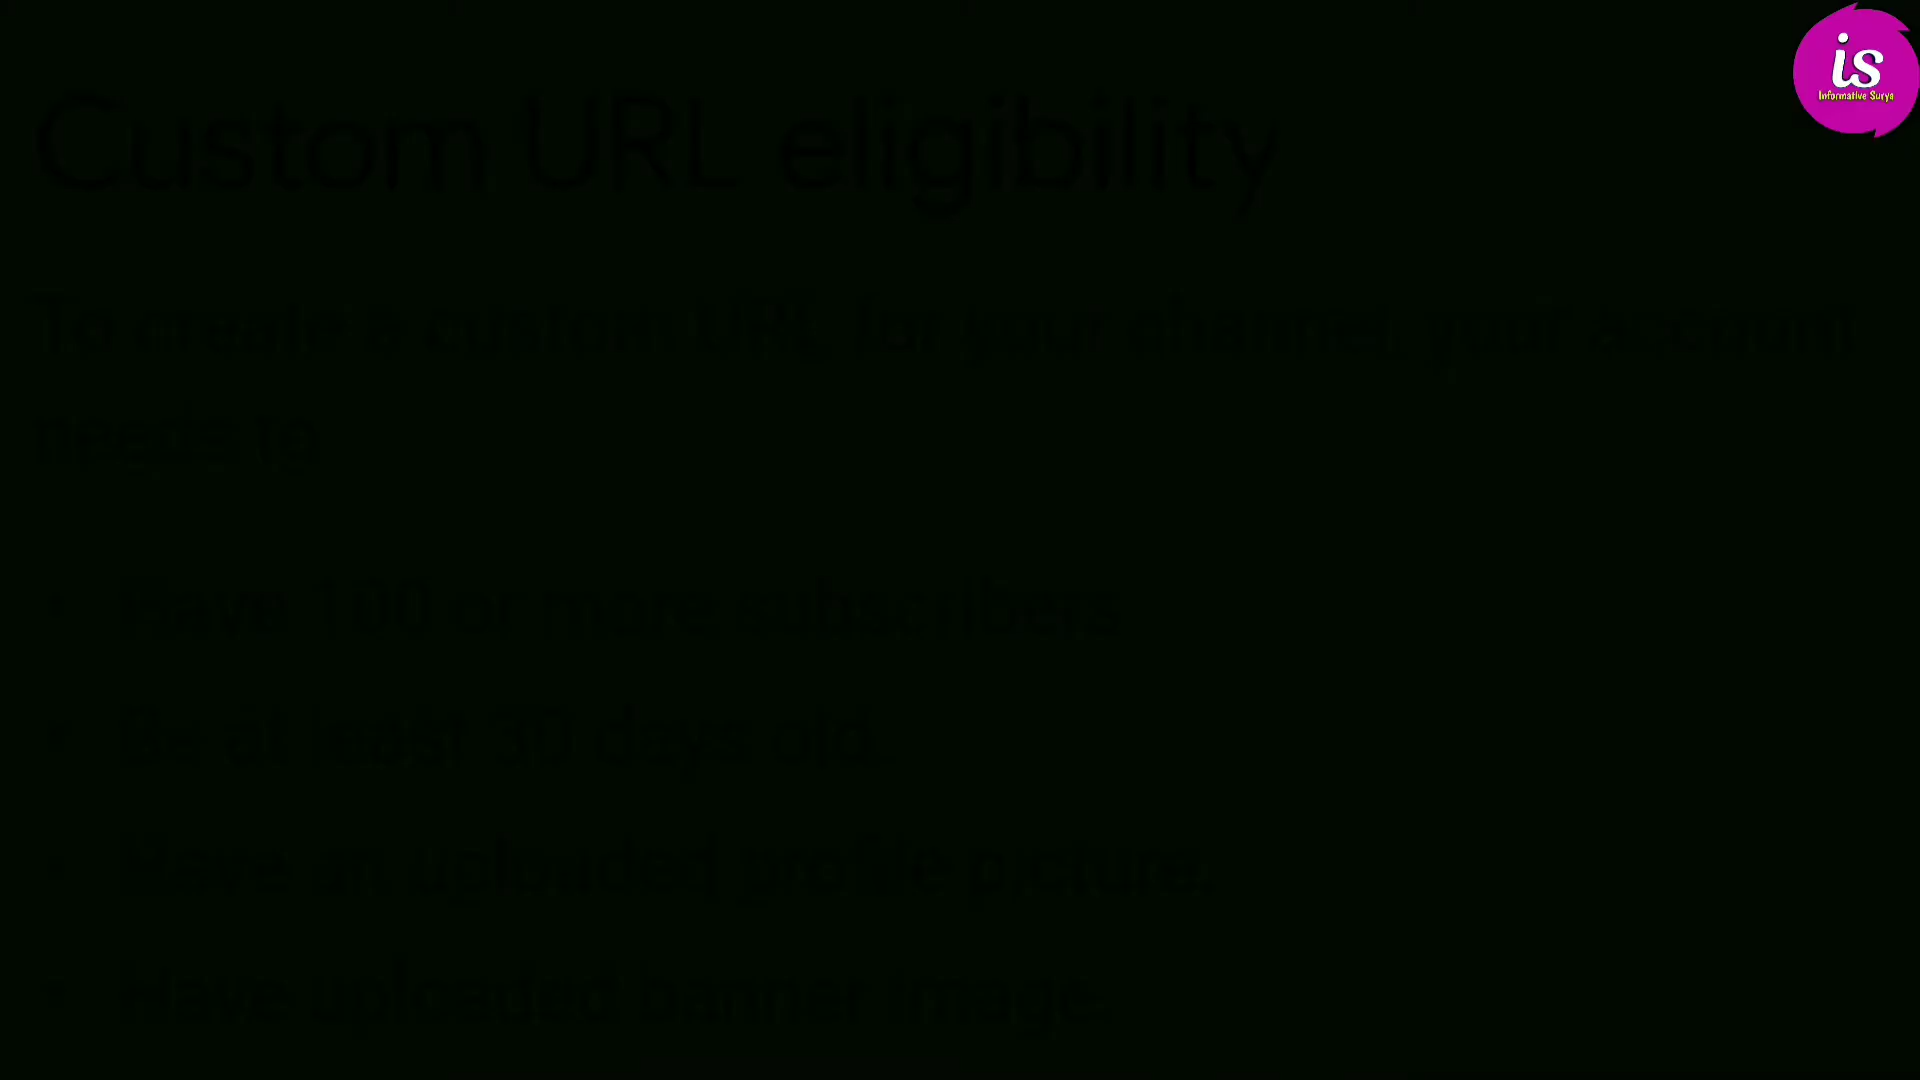 is
Informative Surya
Custom URL eligibility
To create a custom URL for your channel, your account
needs to
• Have 100 or more subscribers
• Be at least 30 days old.
• Have an uploaded profile picture.
• Have uploaded banner image.